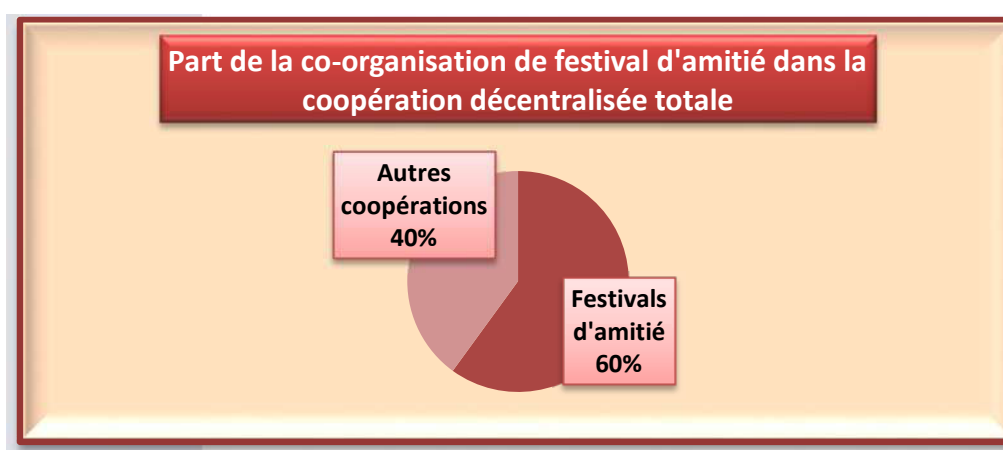 Part de la co-organisation de festival d'amitié dans la
coopération décentralisée totale
Autres
coopérations
40%
Festivals
d'amitié
60%